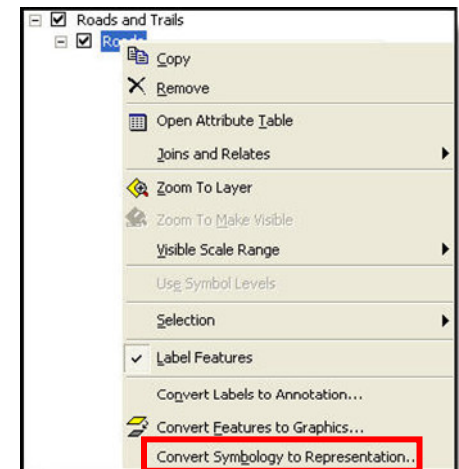 Roads and Trails
Roads
Copy
Remove
Open Attribute Table
Joins and Relates
Zoom To Layer
Zoom To Make Visible
Visible Scale Range
Use Symbol Levels
Selection
Label Features
Convert Labels to Annotation...
Convert Features to Graphics...
Convert Symbology to Representation..